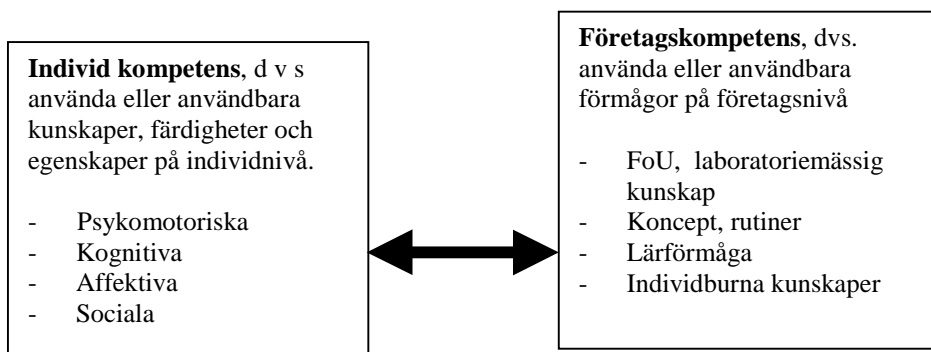 Individ kompetens, d v s
använda eller användbara
kunskaper, färdigheter och
egenskaper på individnivå.
- Psykomotoriska
- Kognitiva
- Affektiva
- Sociala
Företagskompetens, dvs.
använda eller användbara
förmågor på företagsnivå
- FoU, laboratoriemässig
kunskap
- Koncept, rutiner
- Lärförmåga
- Individburna kunskaper